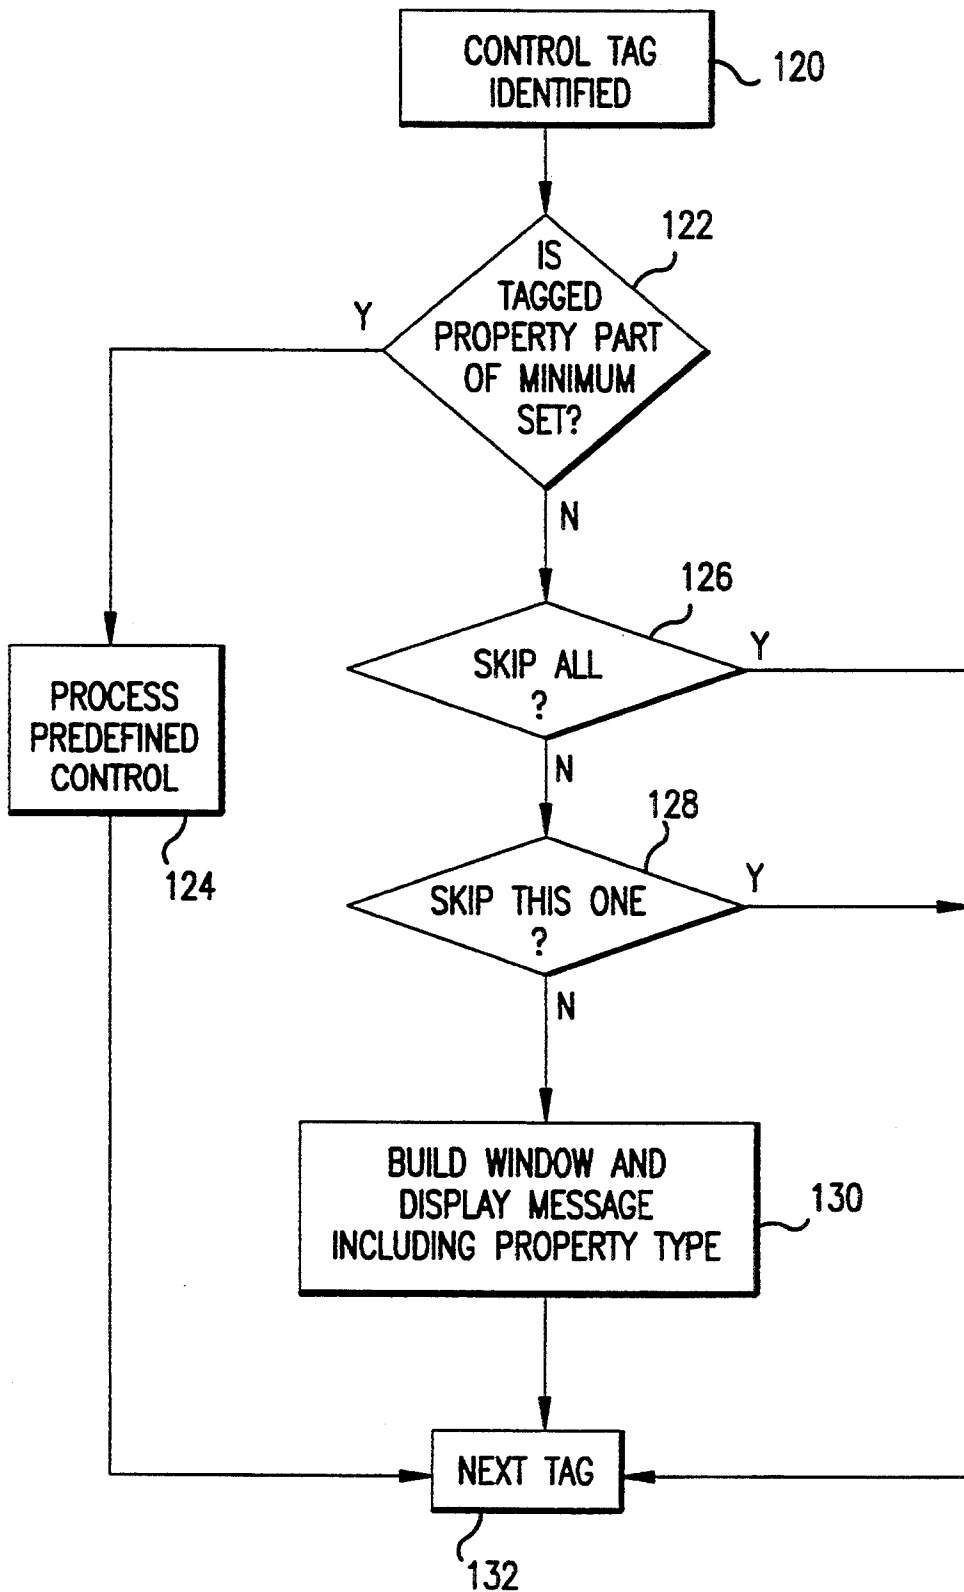 CONTROL TAG
IDENTIFIED
120
122
IS
TAGGED
PROPERTY PART
OF MINIMUM
SET?
Y
N
126
SKIP ALL
?
Y
N
PROCESS
PREDEFINED
CONTROL
124
128
SKIP THIS ONE
?
Y
N
BUILD WINDOW AND
DISPLAY MESSAGE
INCLUDING PROPERTY TYPE
130
NEXT TAG
132